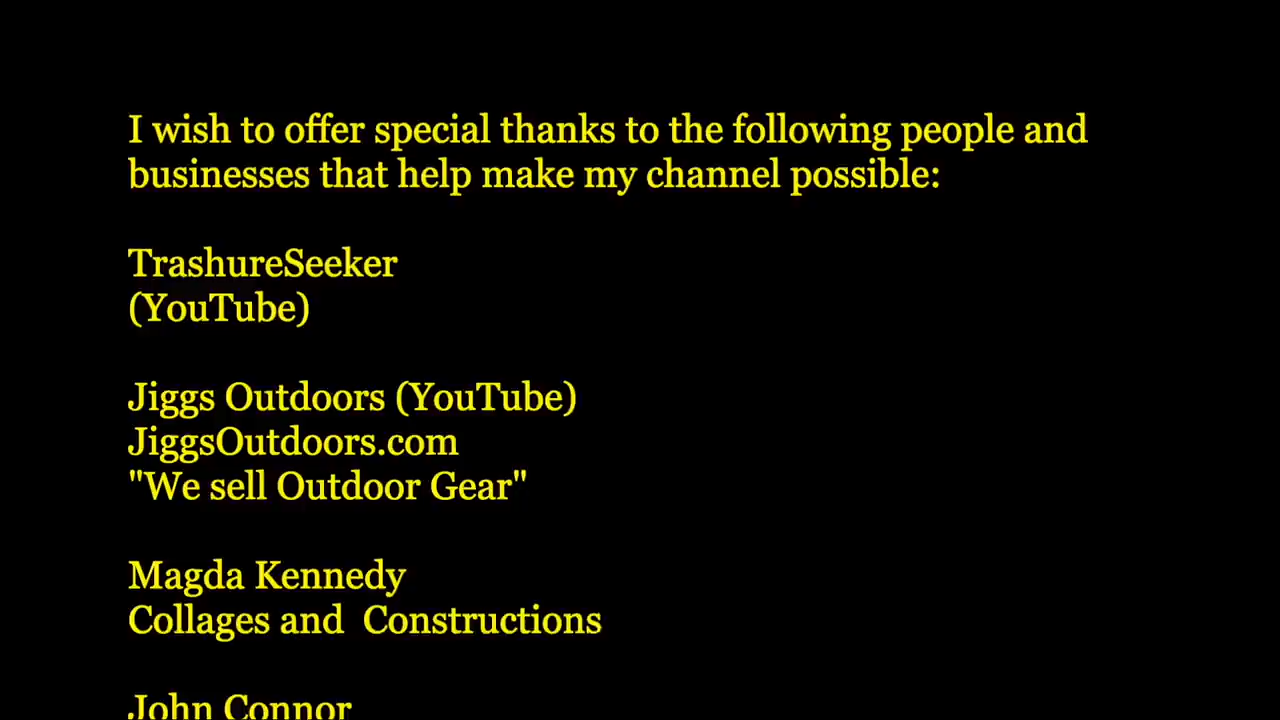 I wish to offer special thanks to the following people and
businesses that help make my channel possible:
TrashureSeeker
(YouTube)
Jiggs Outdoors (YouTube)
JiggsOutdoors.com
"We sell Outdoor Gear"
Magda Kennedy
Collages and  Constructions
John Connor